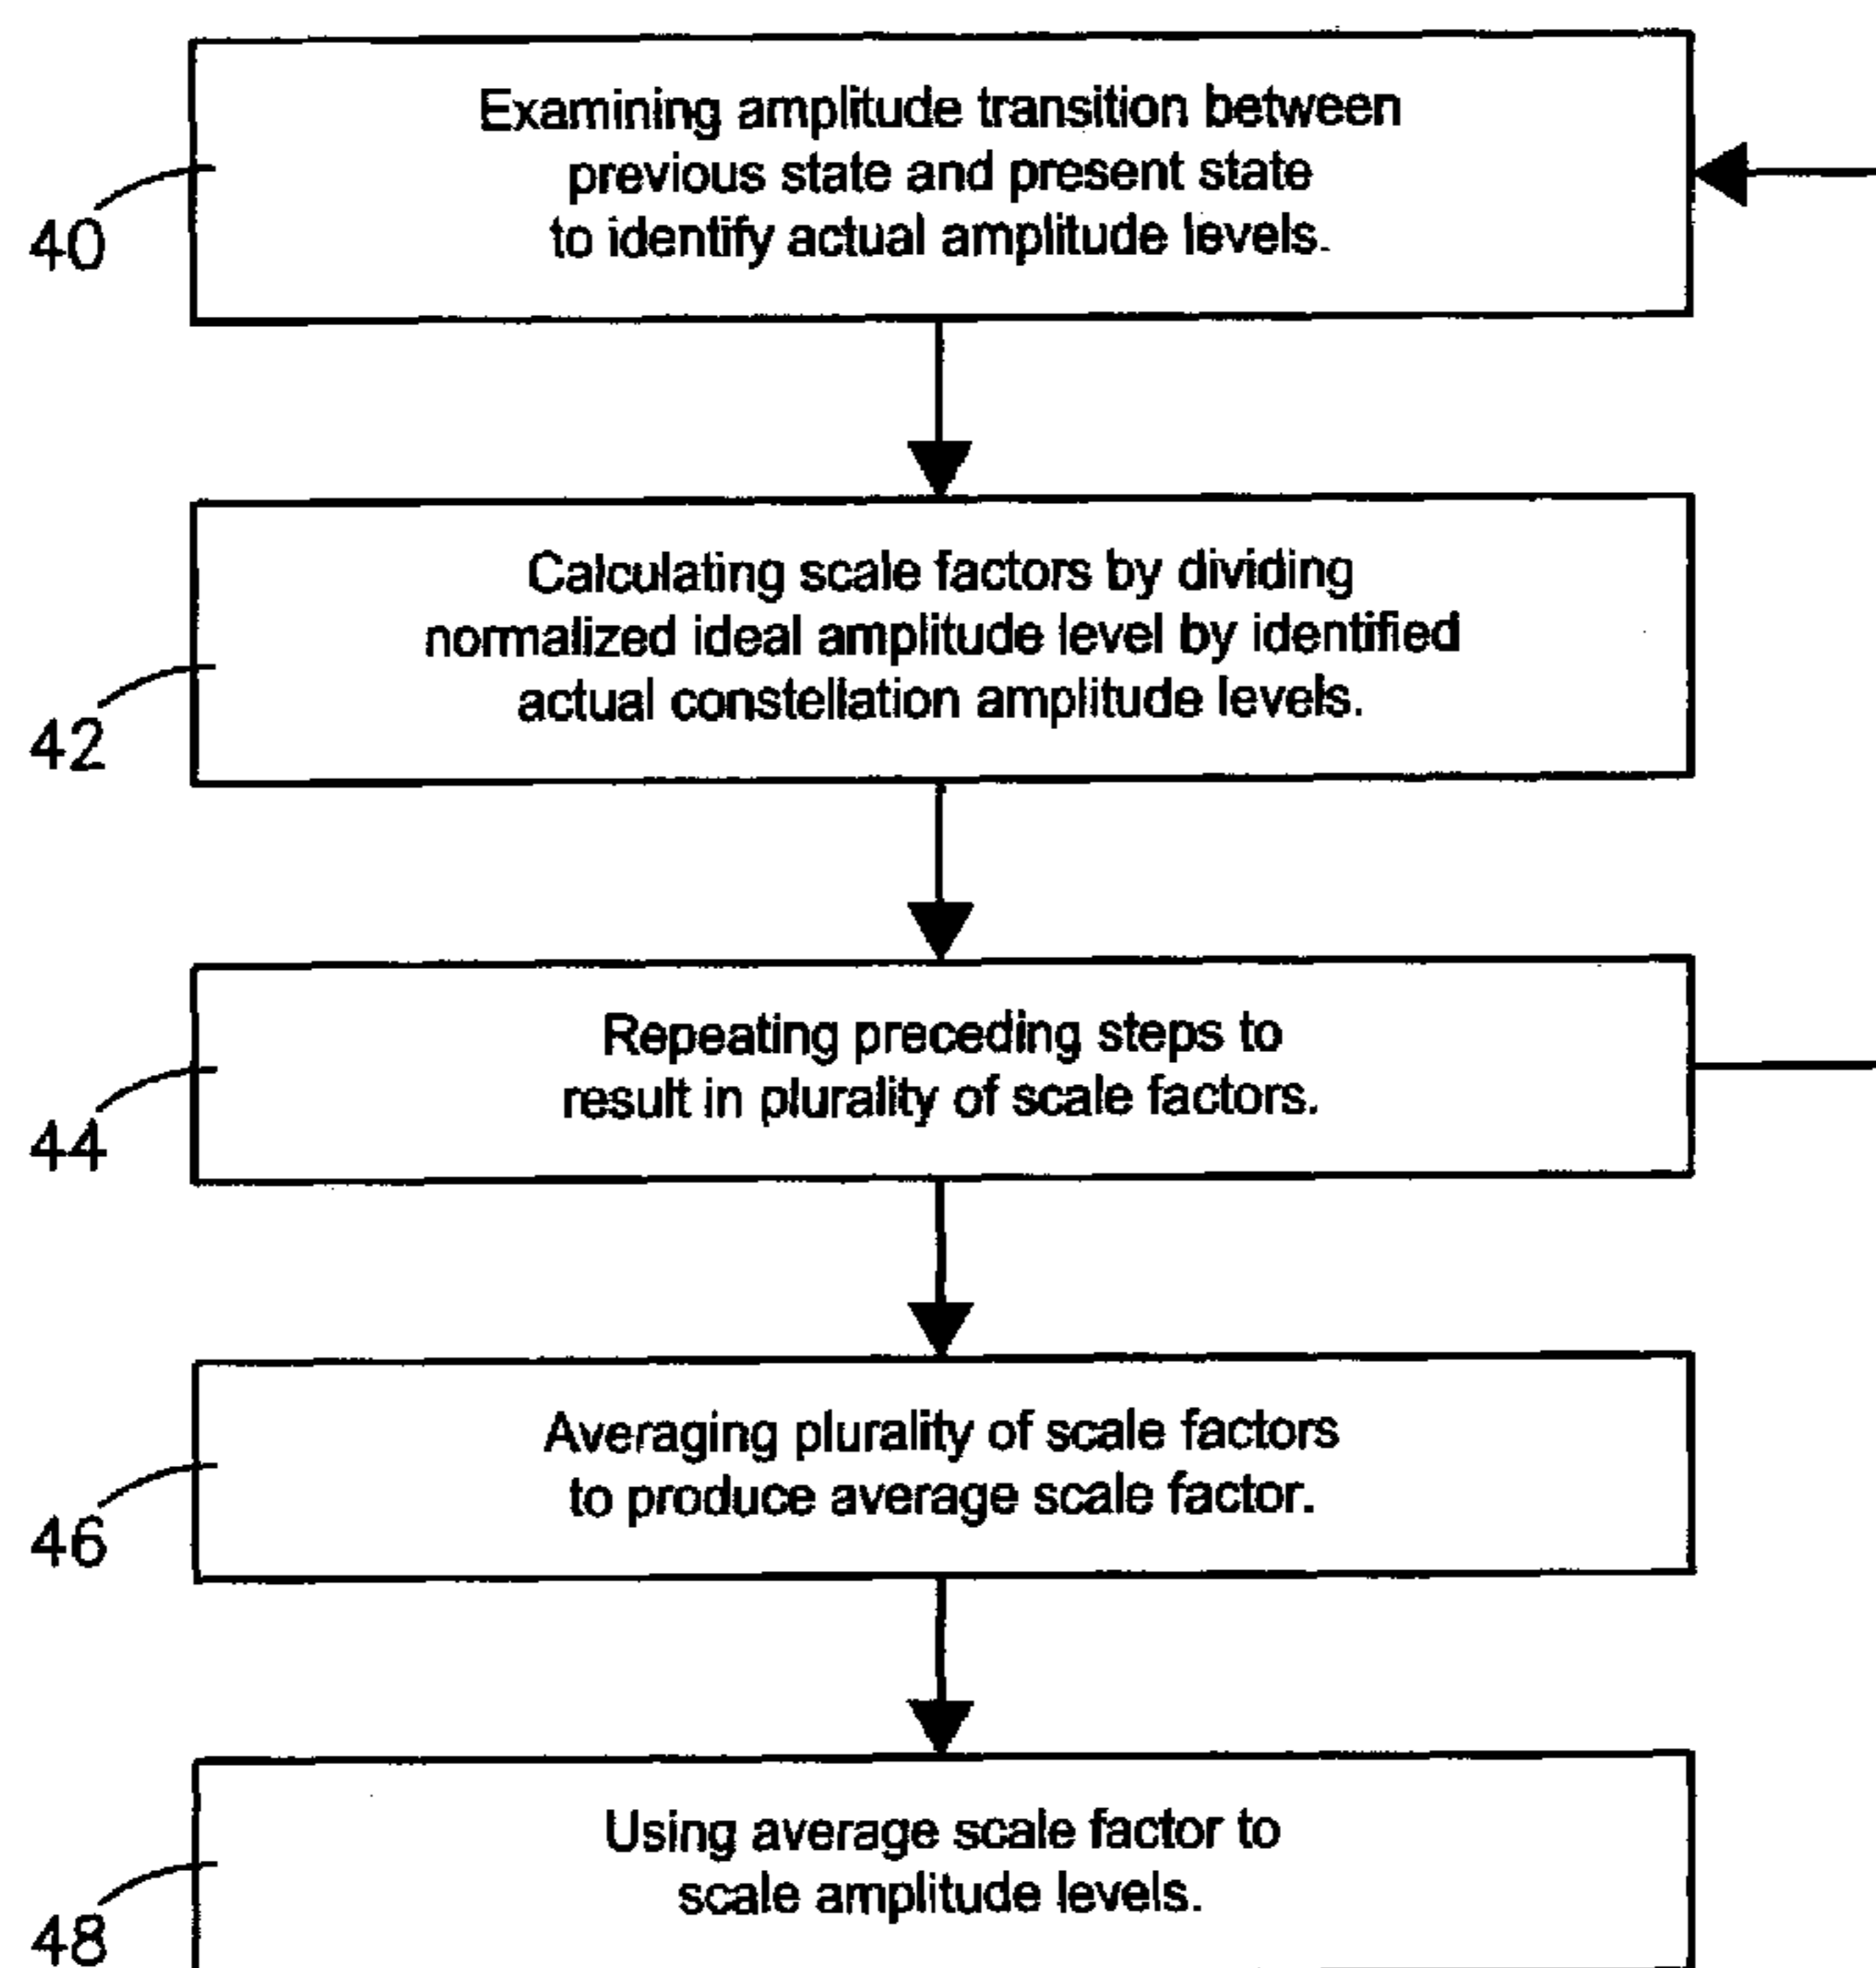 Examining amplitude transition between
previous state and present state
to identify actual amplitude levels.
40
Calculating scale factors by dividing
normalized ideal amplitude level by identified
actual constellation amplitude levels.
42
Repeating preceding steps to
result in plurality of scale factors.
44
Averaging plurality of scale factors
to produce average scale factor.
46
Using average scale factor to
scale amplitude levels.
48